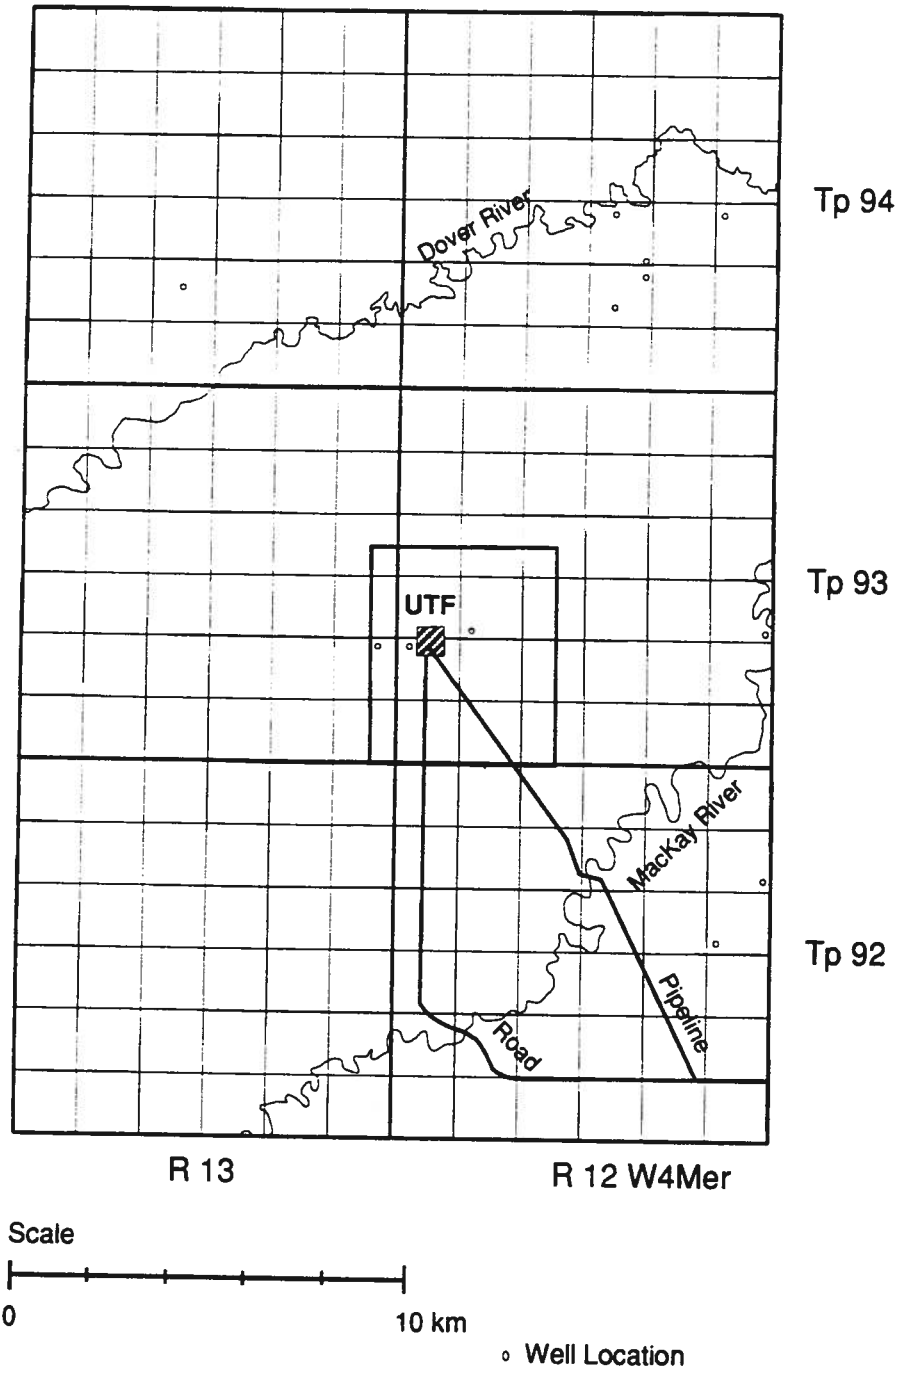 Dover River
Tp 94
UTF
Tp 93
MacKay River
Tp 92
Pipeline
Road
R 13
R 12 W4Mer
Scale
0
10 km
Well Location